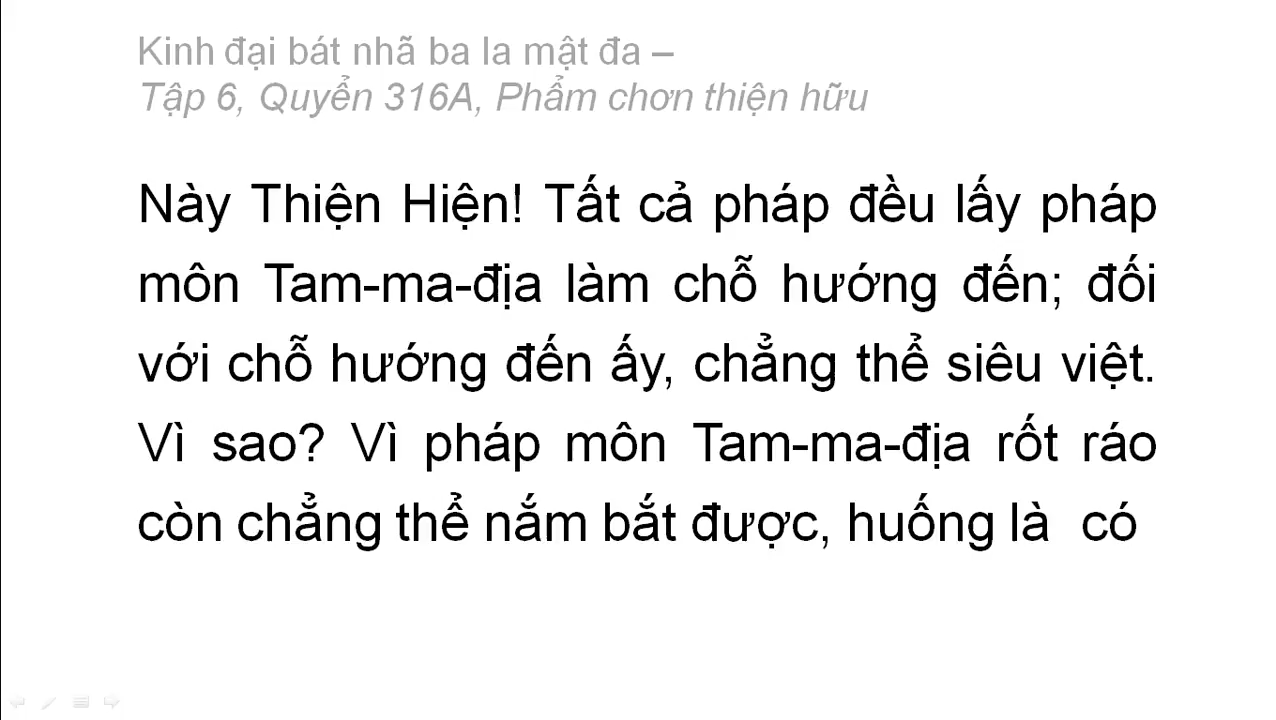 Kinh đại bát nhã ba la mật đa –
Tập 6, Quyển 316A, Phẩm chơn thiện hữu
Này Thiện Hiện! Tất cả pháp đều lấy pháp
môn Tam-ma-địa làm chỗ hướng đến; đối
với chỗ hướng đến ấy, chẳng thể siêu việt.
Vì sao? Vì pháp môn Tam-ma-địa rốt ráo
còn chẳng thể nắm bắt được, huống là có